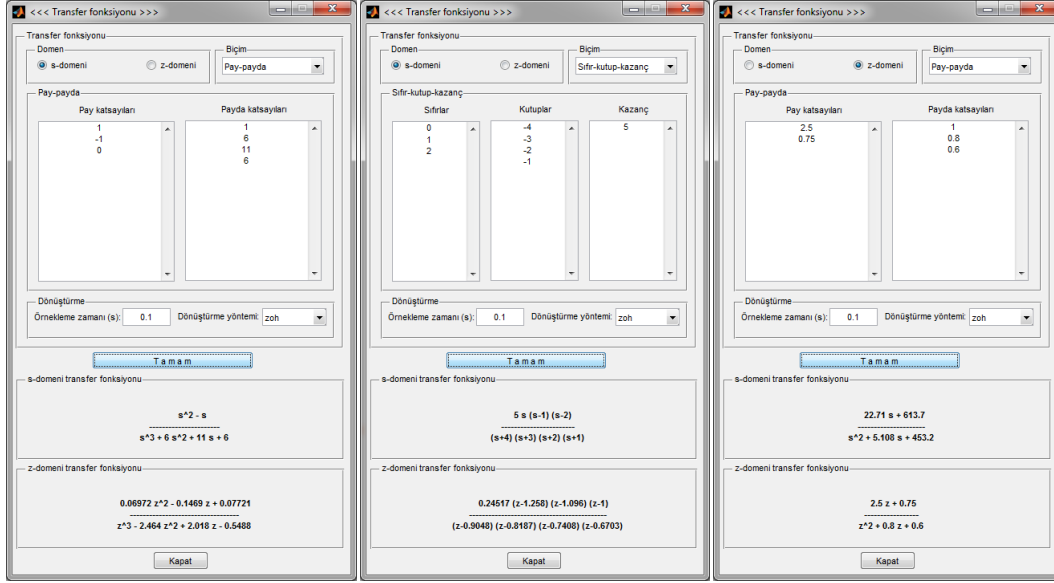 <<< Transfer fonksiyonu >>>
Transfer fonksiyonu
Domen
s-domeni
z-domeni
Biçim
Pay-payda
Pay-payda
Pay katsayıları
Payda katsayıları
1
-1
0
1
6
11
6
Dönüştürme
Örnekleme zamanı (s):
0.1
Dönüştürme yöntemi:
zoh
T a m a m
s-domeni transfer fonksiyonu
s^2 - s
----------------------
s^3 + 6 s^2 + 11 s + 6
z-domeni transfer fonksiyonu
0.06972 z^2 - 0.1469 z + 0.07721
----------------------------------
z^3 - 2.464 z^2 + 2.018 z - 0.5488
Kapat
<<< Transfer fonksiyonu >>>
Transfer fonksiyonu
Domen
s-domeni
z-domeni
Biçim
Sıfır-kutup-kazanç
Sıfır-kutup-kazanç
Sıfırlar
Kutuplar
Kazanç
0
1
2
-4
-3
-2
-1
5
Dönüştürme
Örnekleme zamanı (s):
0.1
Dönüştürme yöntemi:
zoh
T a m a m
s-domeni transfer fonksiyonu
5 s (s-1) (s-2)
-----------------------
(s+4) (s+3) (s+2) (s+1)
z-domeni transfer fonksiyonu
0.24517 (z-1.258) (z-1.096) (z-1)
-------------------------------------------
(z-0.9048) (z-0.8187) (z-0.7408) (z-0.6703)
Kapat
<<< Transfer fonksiyonu >>>
Transfer fonksiyonu
Domen
s-domeni
z-domeni
Biçim
Pay-payda
Pay-payda
Pay katsayıları
Payda katsayıları
2.5
0.75
1
0.8
0.6
Dönüştürme
Örnekleme zamanı (s):
0.1
Dönüştürme yöntemi:
zoh
T a m a m
s-domeni transfer fonksiyonu
22.71 s + 613.7
---------------------
s^2 + 5.108 s + 453.2
z-domeni transfer fonksiyonu
2.5 z + 0.75
-----------------
z^2 + 0.8 z + 0.6
Kapat